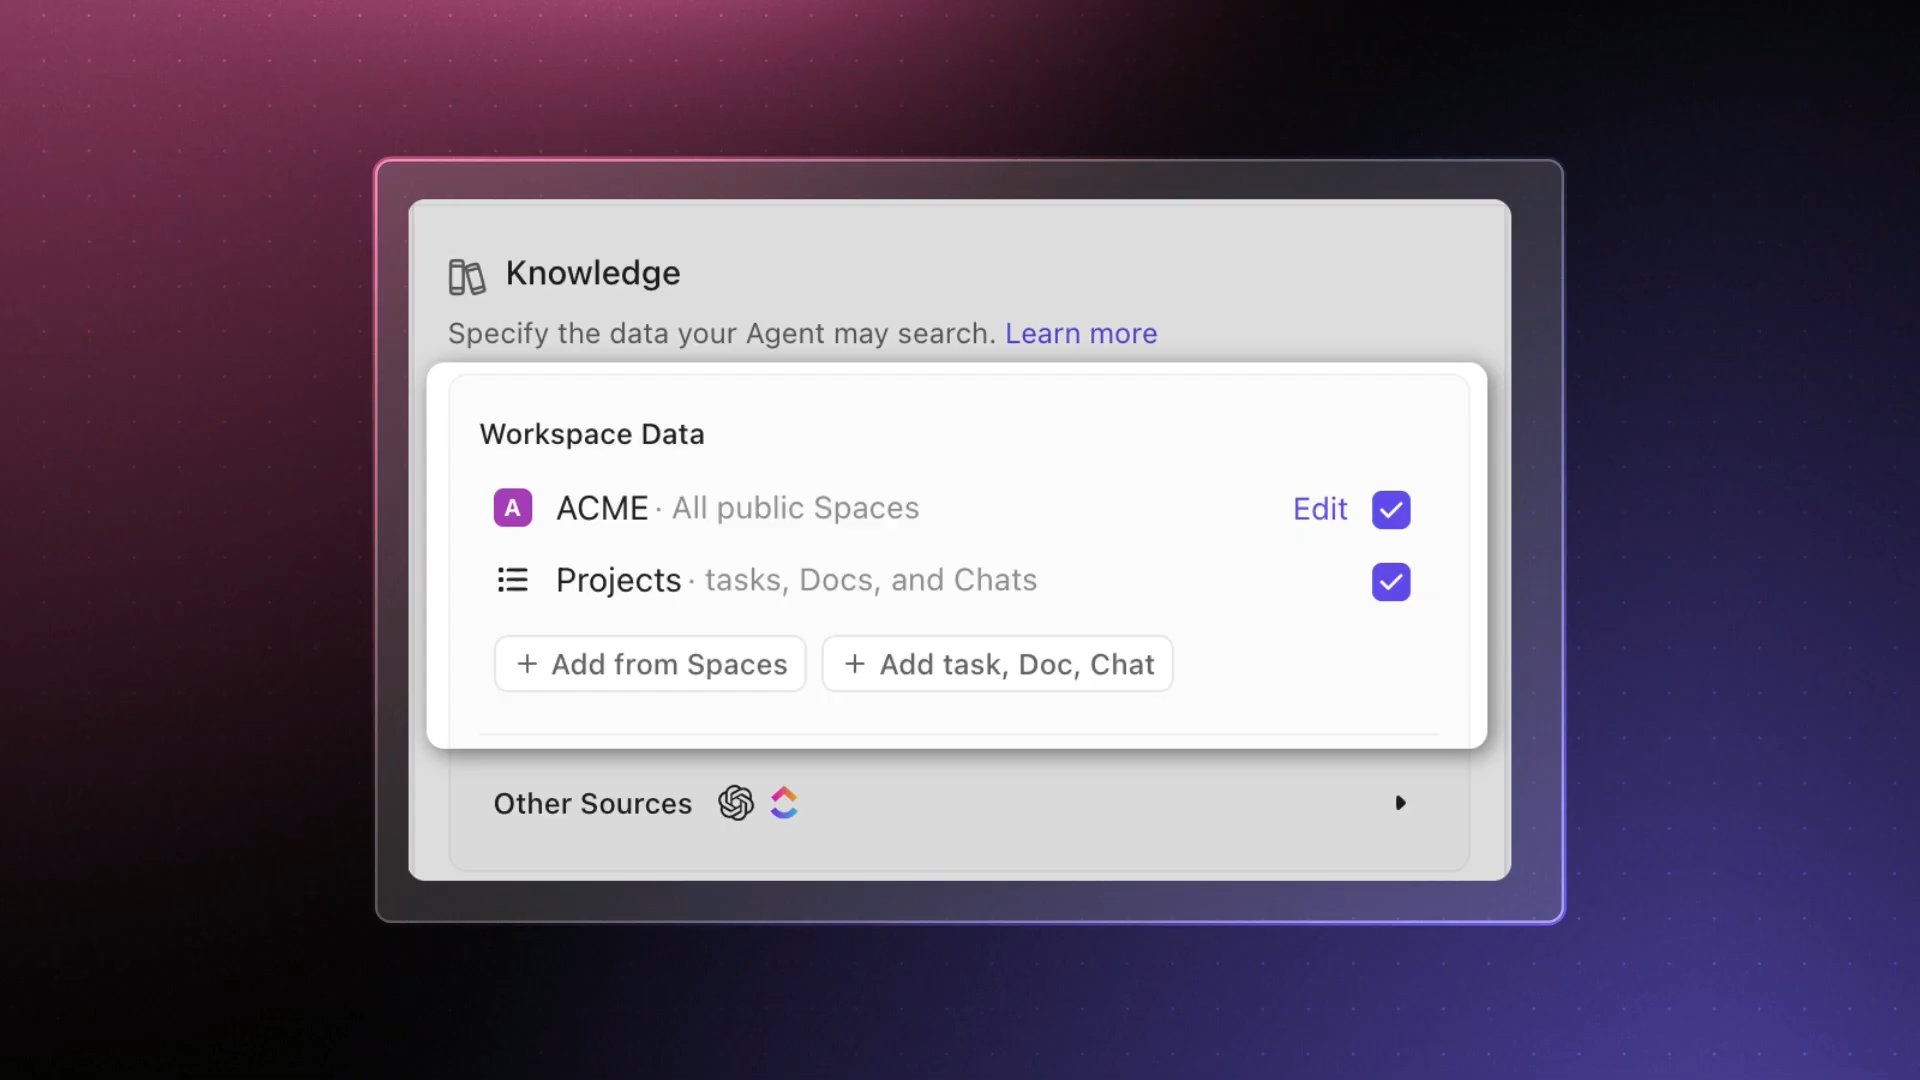 Knowledge
Specify the data your Agent may search. Learn more
Workspace Data
A ACME · All public Spaces Edit
Projects · tasks, Docs, and Chats
+ Add from Spaces + Add task, Doc, Chat
Other Sources